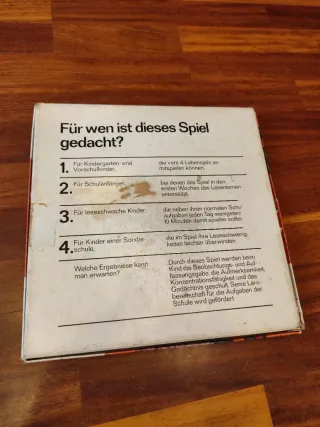 Für wen ist dieses Spiel
gedacht?
1. Für Kindergarten- und
Vorschulkinder,
die vom 4 Lebensjahr an
mitspielen können.
2. Für Schulanfänger,
bei denen das Spiel in den
ersten Wochen das Lesenlernen
unterstützt.
3. Für leseschwache Kinder,
die neben ihren normalen Schul
aufgaben jeden Tag wenigstens
10 Minuten damit spielen sollten.
4. Für Kinder einer Sonder-
schule,
die im Spiel ihre Leseschwierig-
keiten leichter überwinden.
Welche Ergebnisse kann
man erwarten?
Durch dieses Spiel werden beim
Kind die Beobachtungs- und Auf-
fassungsgabe, die Aufmerksamkeit,
Konzentrationsfähigkeit und das
Gedächtnis geschult. Seine Lern-
bereitschaft für die Aufgaben der
Schule wird gefördert.